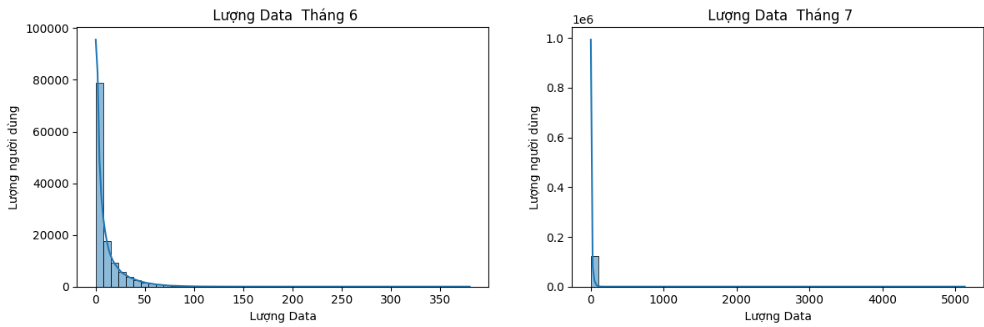 Lượng Data  Tháng 6
100000
80000
60000
40000
20000
0
Lượng người dùng
0 50 100 150 200 250 300 350
Lượng Data
Lượng Data  Tháng 7
1e6
1.0
0.8
0.6
0.4
0.2
0.0
Lượng người dùng
0 1000 2000 3000 4000 5000
Lượng Data